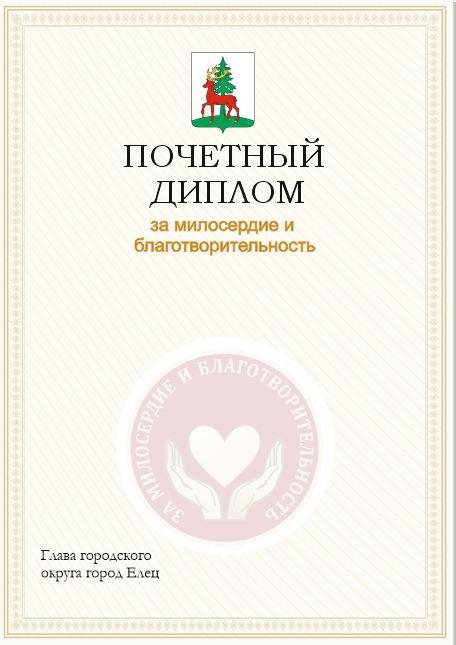 ПОЧЕТНЫЙ
ДИПЛОМ
за милосердие и
благотворительность
ЗА МИЛОСЕРДИЕ И БЛАГОТВОРИТЕЛЬНОСТЬ
Глава городского
округа город Елец